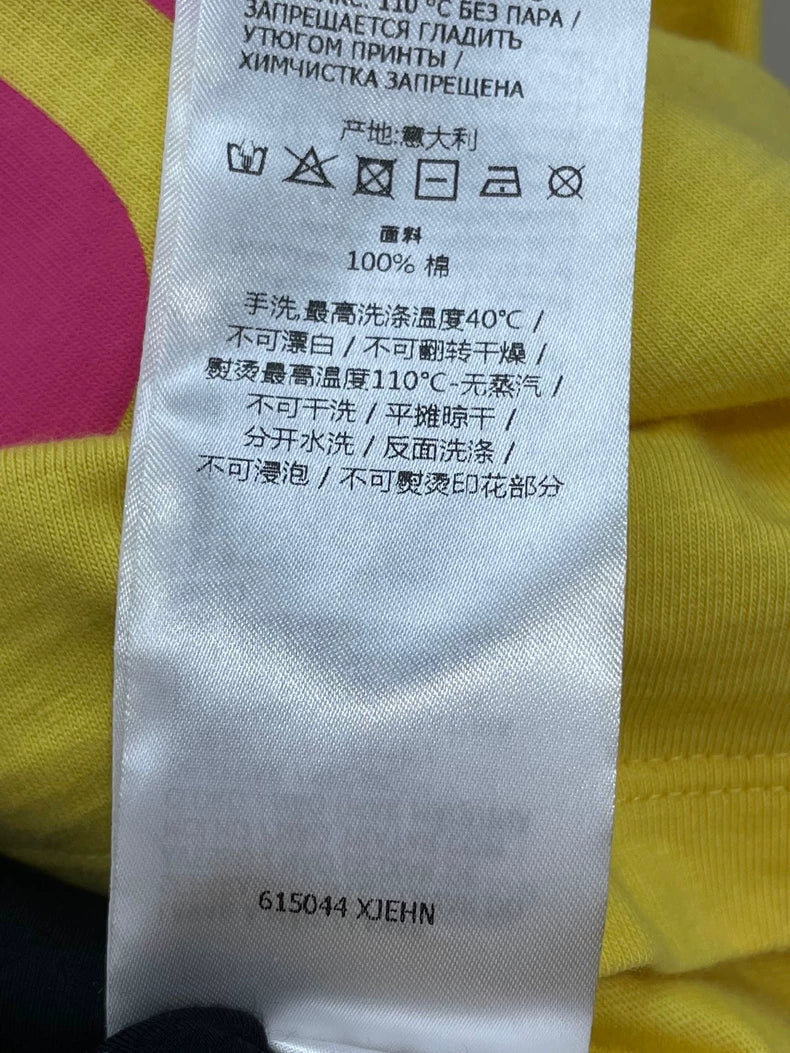 110 °C БЕЗ ПАРА /
ЗАПРЕЩАЕТСЯ ГЛАДИТЬ
УТЮГОМ ПРИНТЫ /
ХИМЧИСТКА ЗАПРЕЩЕНА
产地:意大利
面料
100% 棉
手洗,最高洗涤温度40°C /
不可漂白 / 不可翻转干燥 /
熨烫最高温度110°C-无蒸汽 /
不可干洗 / 平摊晾干 /
分开水洗 / 反面洗涤 /
不可浸泡 / 不可熨烫印花部分
615044 XJEHN